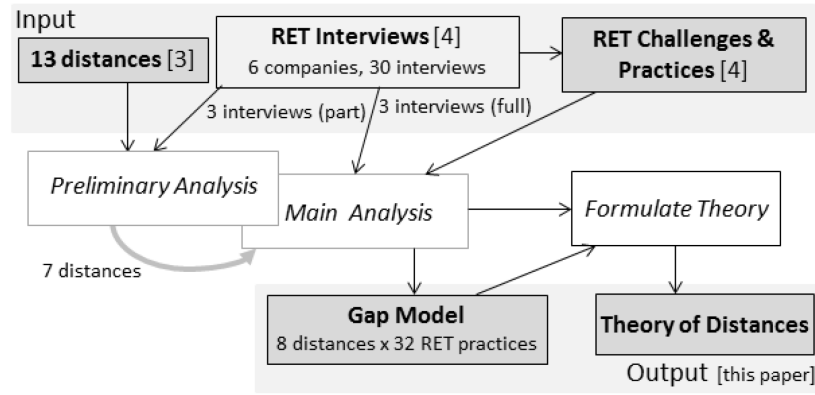 Input
13 distances [3]
RET Interviews [4]
6 companies, 30 interviews
RET Challenges &
Practices [4]
3 interviews (part)
3 interviews (full)
Preliminary Analysis
Main Analysis
Formulate Theory
7 distances
Gap Model
8 distances x 32 RET practices
Theory of Distances
Output [this paper]